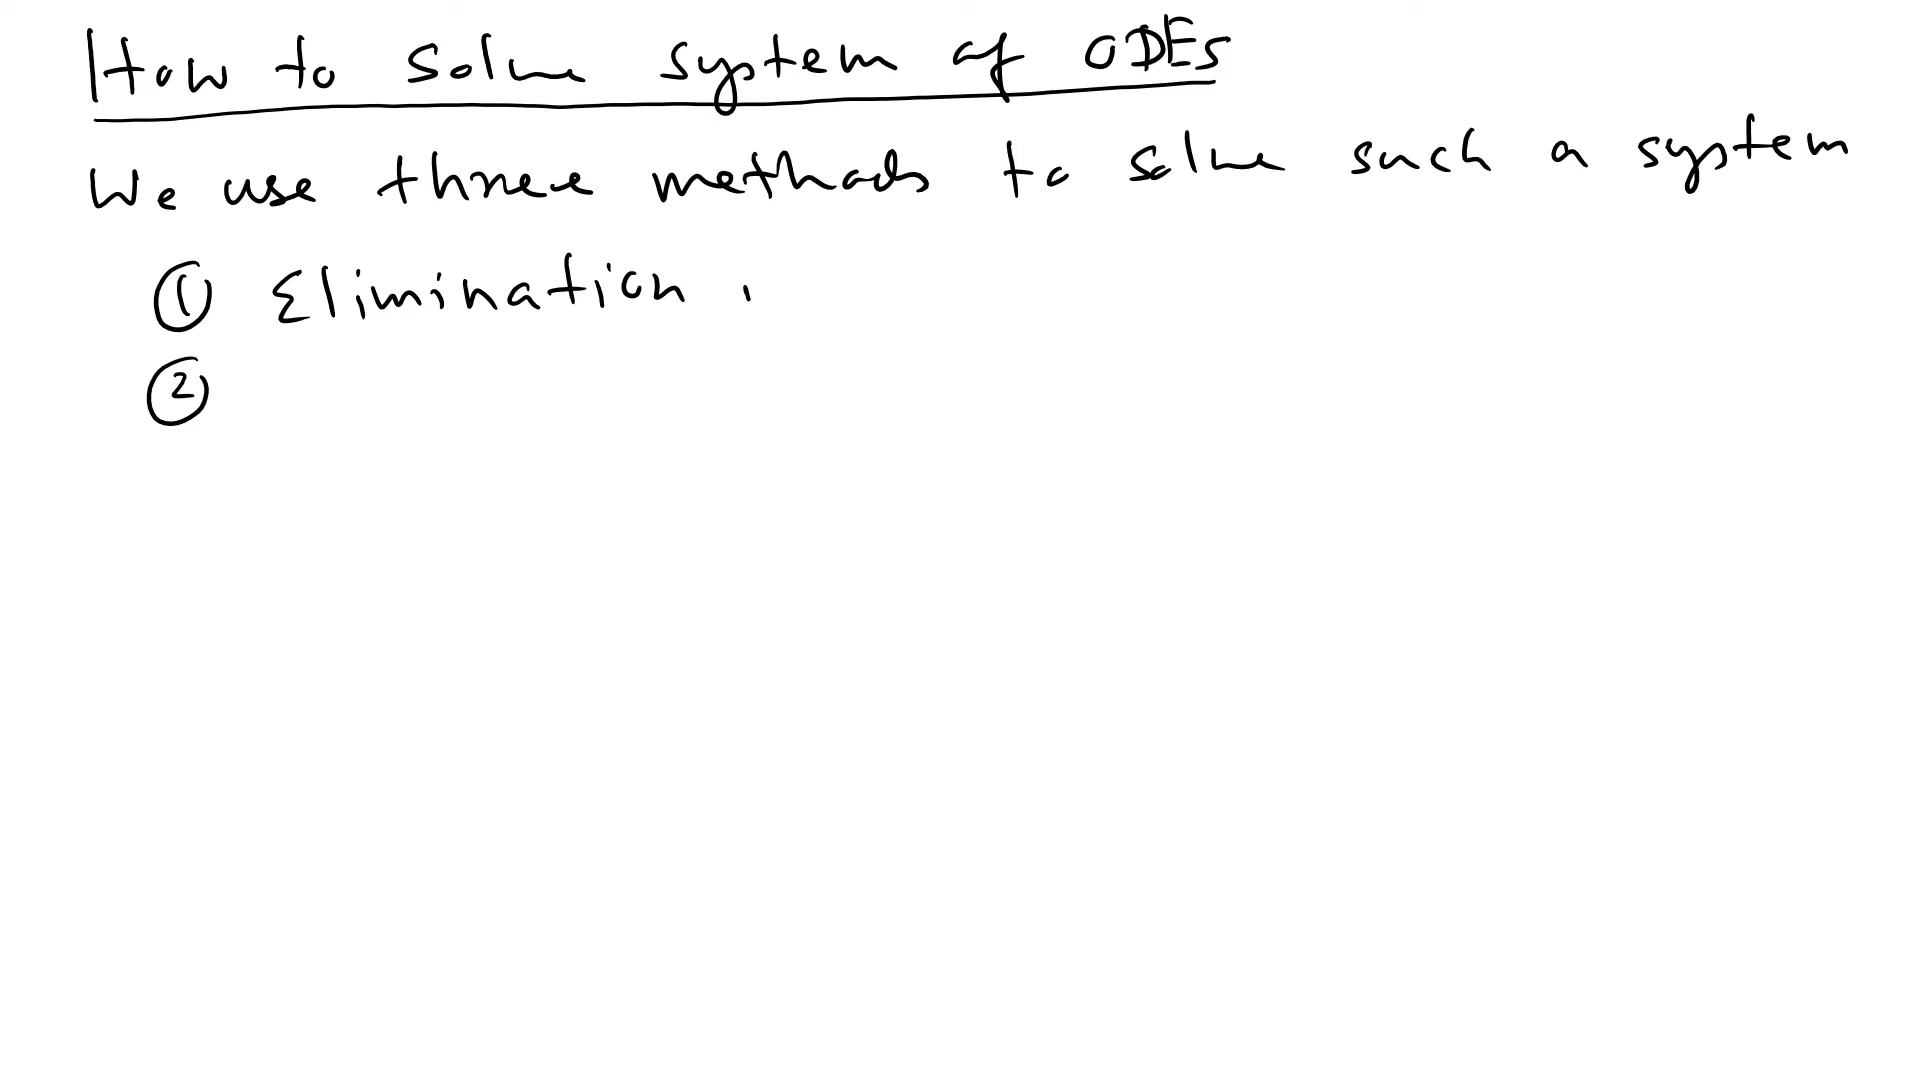 How to solve system of ODEs
We use three methods to solve such a system
① Elimination .
②